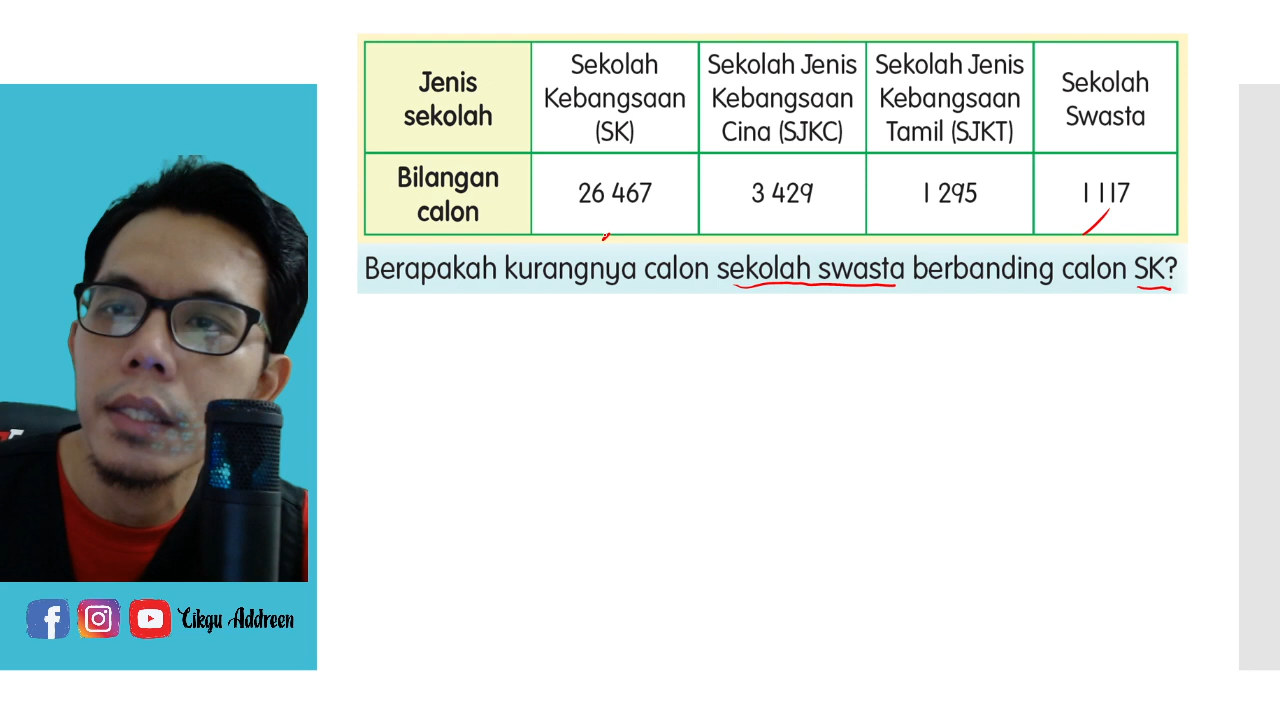 Jenis
sekolah
Sekolah
Kebangsaan
(SK)
Sekolah Jenis
Kebangsaan
Cina (SJKC)
Sekolah Jenis
Kebangsaan
Tamil (SJKT)
Sekolah
Swasta
Bilangan
calon
26 467
3 429
1 295
1 117
Berapakah kurangnya calon sekolah swasta berbanding calon SK?
Cikgu Addreen